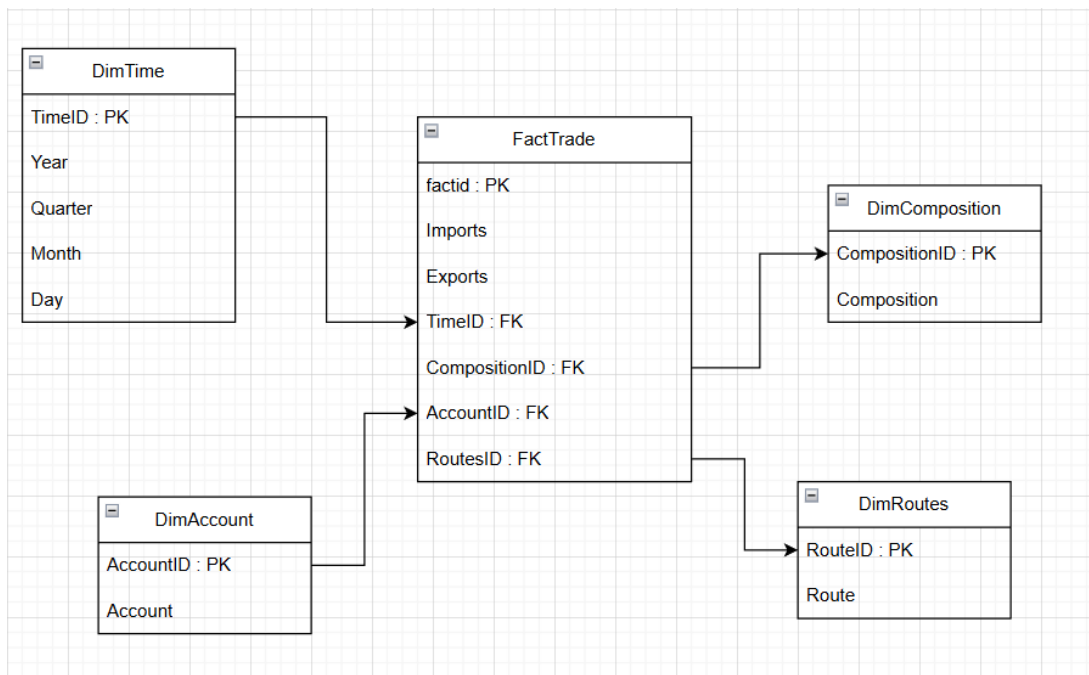 DimTime
TimeID : PK
Year
Quarter
Month
Day
FactTrade
factid : PK
Imports
Exports
TimeID : FK
CompositionID : FK
AccountID : FK
RoutesID : FK
DimComposition
CompositionID : PK
Composition
DimAccount
AccountID : PK
Account
DimRoutes
RouteID : PK
Route